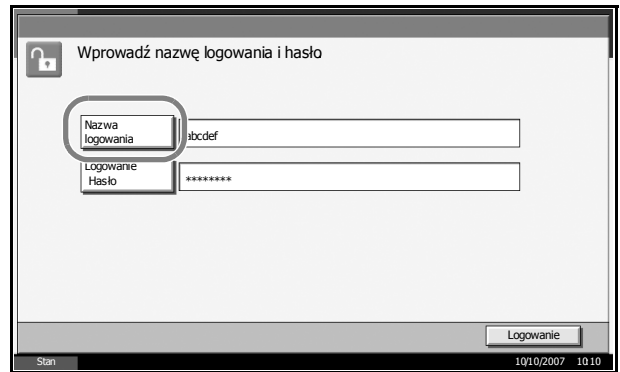 Wprowadź nazwę logowania i hasło
Nazwa
logowania
abcdef
Logowanie
Hasło
********
Logowanie
Stan
10/10/2007 10:10